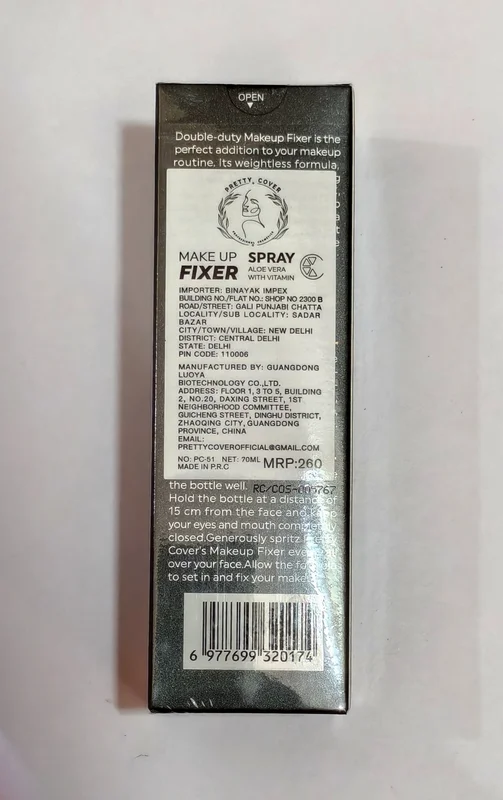 OPEN
Double-duty Makeup Fixer is the
perfect addition to your makeup
routine. its weightless formula,
PRETTY, COVER
MAKE UP
FIXER
SPRAY
ALOE VERA
WITH VITAMIN
C
IMPORTER: BINAYAK IMPEX
BUILDING NO./FLAT NO.: SHOP NO 2300 B
ROAD/STREET: GALI PUNJABI CHATTA
LOCALITY/SUB LOCALITY: SADAR
BAZAR
CITY/TOWN/VILLAGE: NEW DELHI
DISTRICT: CENTRAL DELHI
STATE: DELHI
PIN CODE: 110006
MANUFACTURED BY: GUANGDONG
LUOYA
BIOTECHNOLOGY CO.,LTD.
ADDRESS: FLOOR 1, 3 TO 5, BUILDING
2, NO.20, DAXING STREET, 1ST
NEIGHBORHOOD COMMITTEE,
GUICHENG STREET, DINGHU DISTRICT,
ZHAOQING CITY, GUANGDONG
PROVINCE, CHINA
EMAIL:
PRETTYCOVEROFFICIAL@GMAIL.COM
NO: PC-51 NET: 70ML
MADE IN P.R.C
MRP:260
the bottle well.
Hold the bottle at a distance of
15 cm from the face and keep
your eyes and mouth completely
closed.Generously spritz Pretty
Cover's Makeup Fixer over
over your face.Allow the formula
to set in and fix your
6 977699 320174